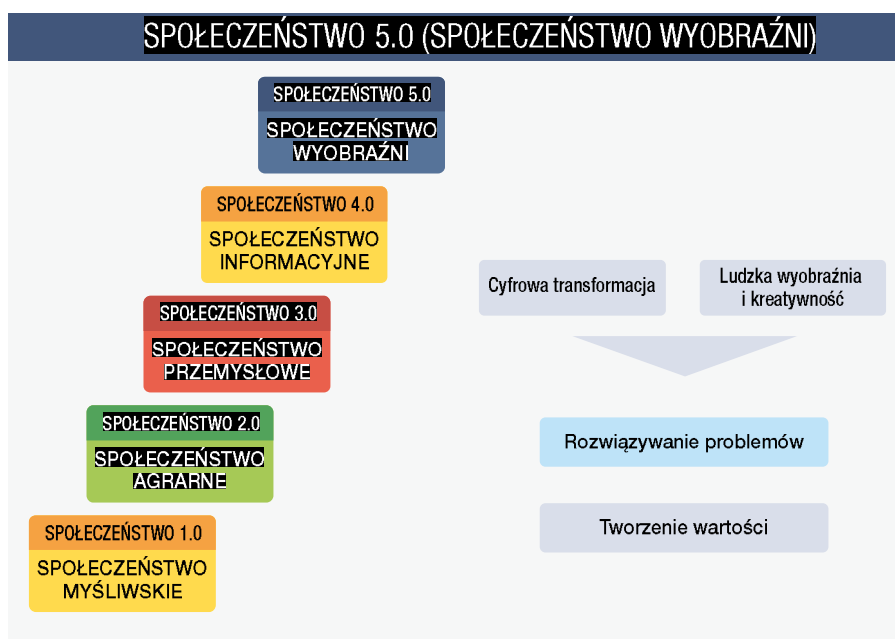 SPOŁECZEŃSTWO 5.0 (SPOŁECZEŃSTWO WYOBRAŹNI)
SPOŁECZEŃSTWO 5.0
SPOŁECZEŃSTWO
WYOBRAŹNI
SPOŁECZEŃSTWO 4.0
SPOŁECZEŃSTWO
INFORMACYJNE
SPOŁECZEŃSTWO 3.0
SPOŁECZEŃSTWO
PRZEMYSŁOWE
SPOŁECZEŃSTWO 2.0
SPOŁECZEŃSTWO
AGRARNE
SPOŁECZEŃSTWO 1.0
SPOŁECZEŃSTWO
MYŚLIWSKIE
Cyfrowa transformacja
Ludzka wyobraźnia
i kreatywność
Rozwiązywanie problemów
Tworzenie wartości